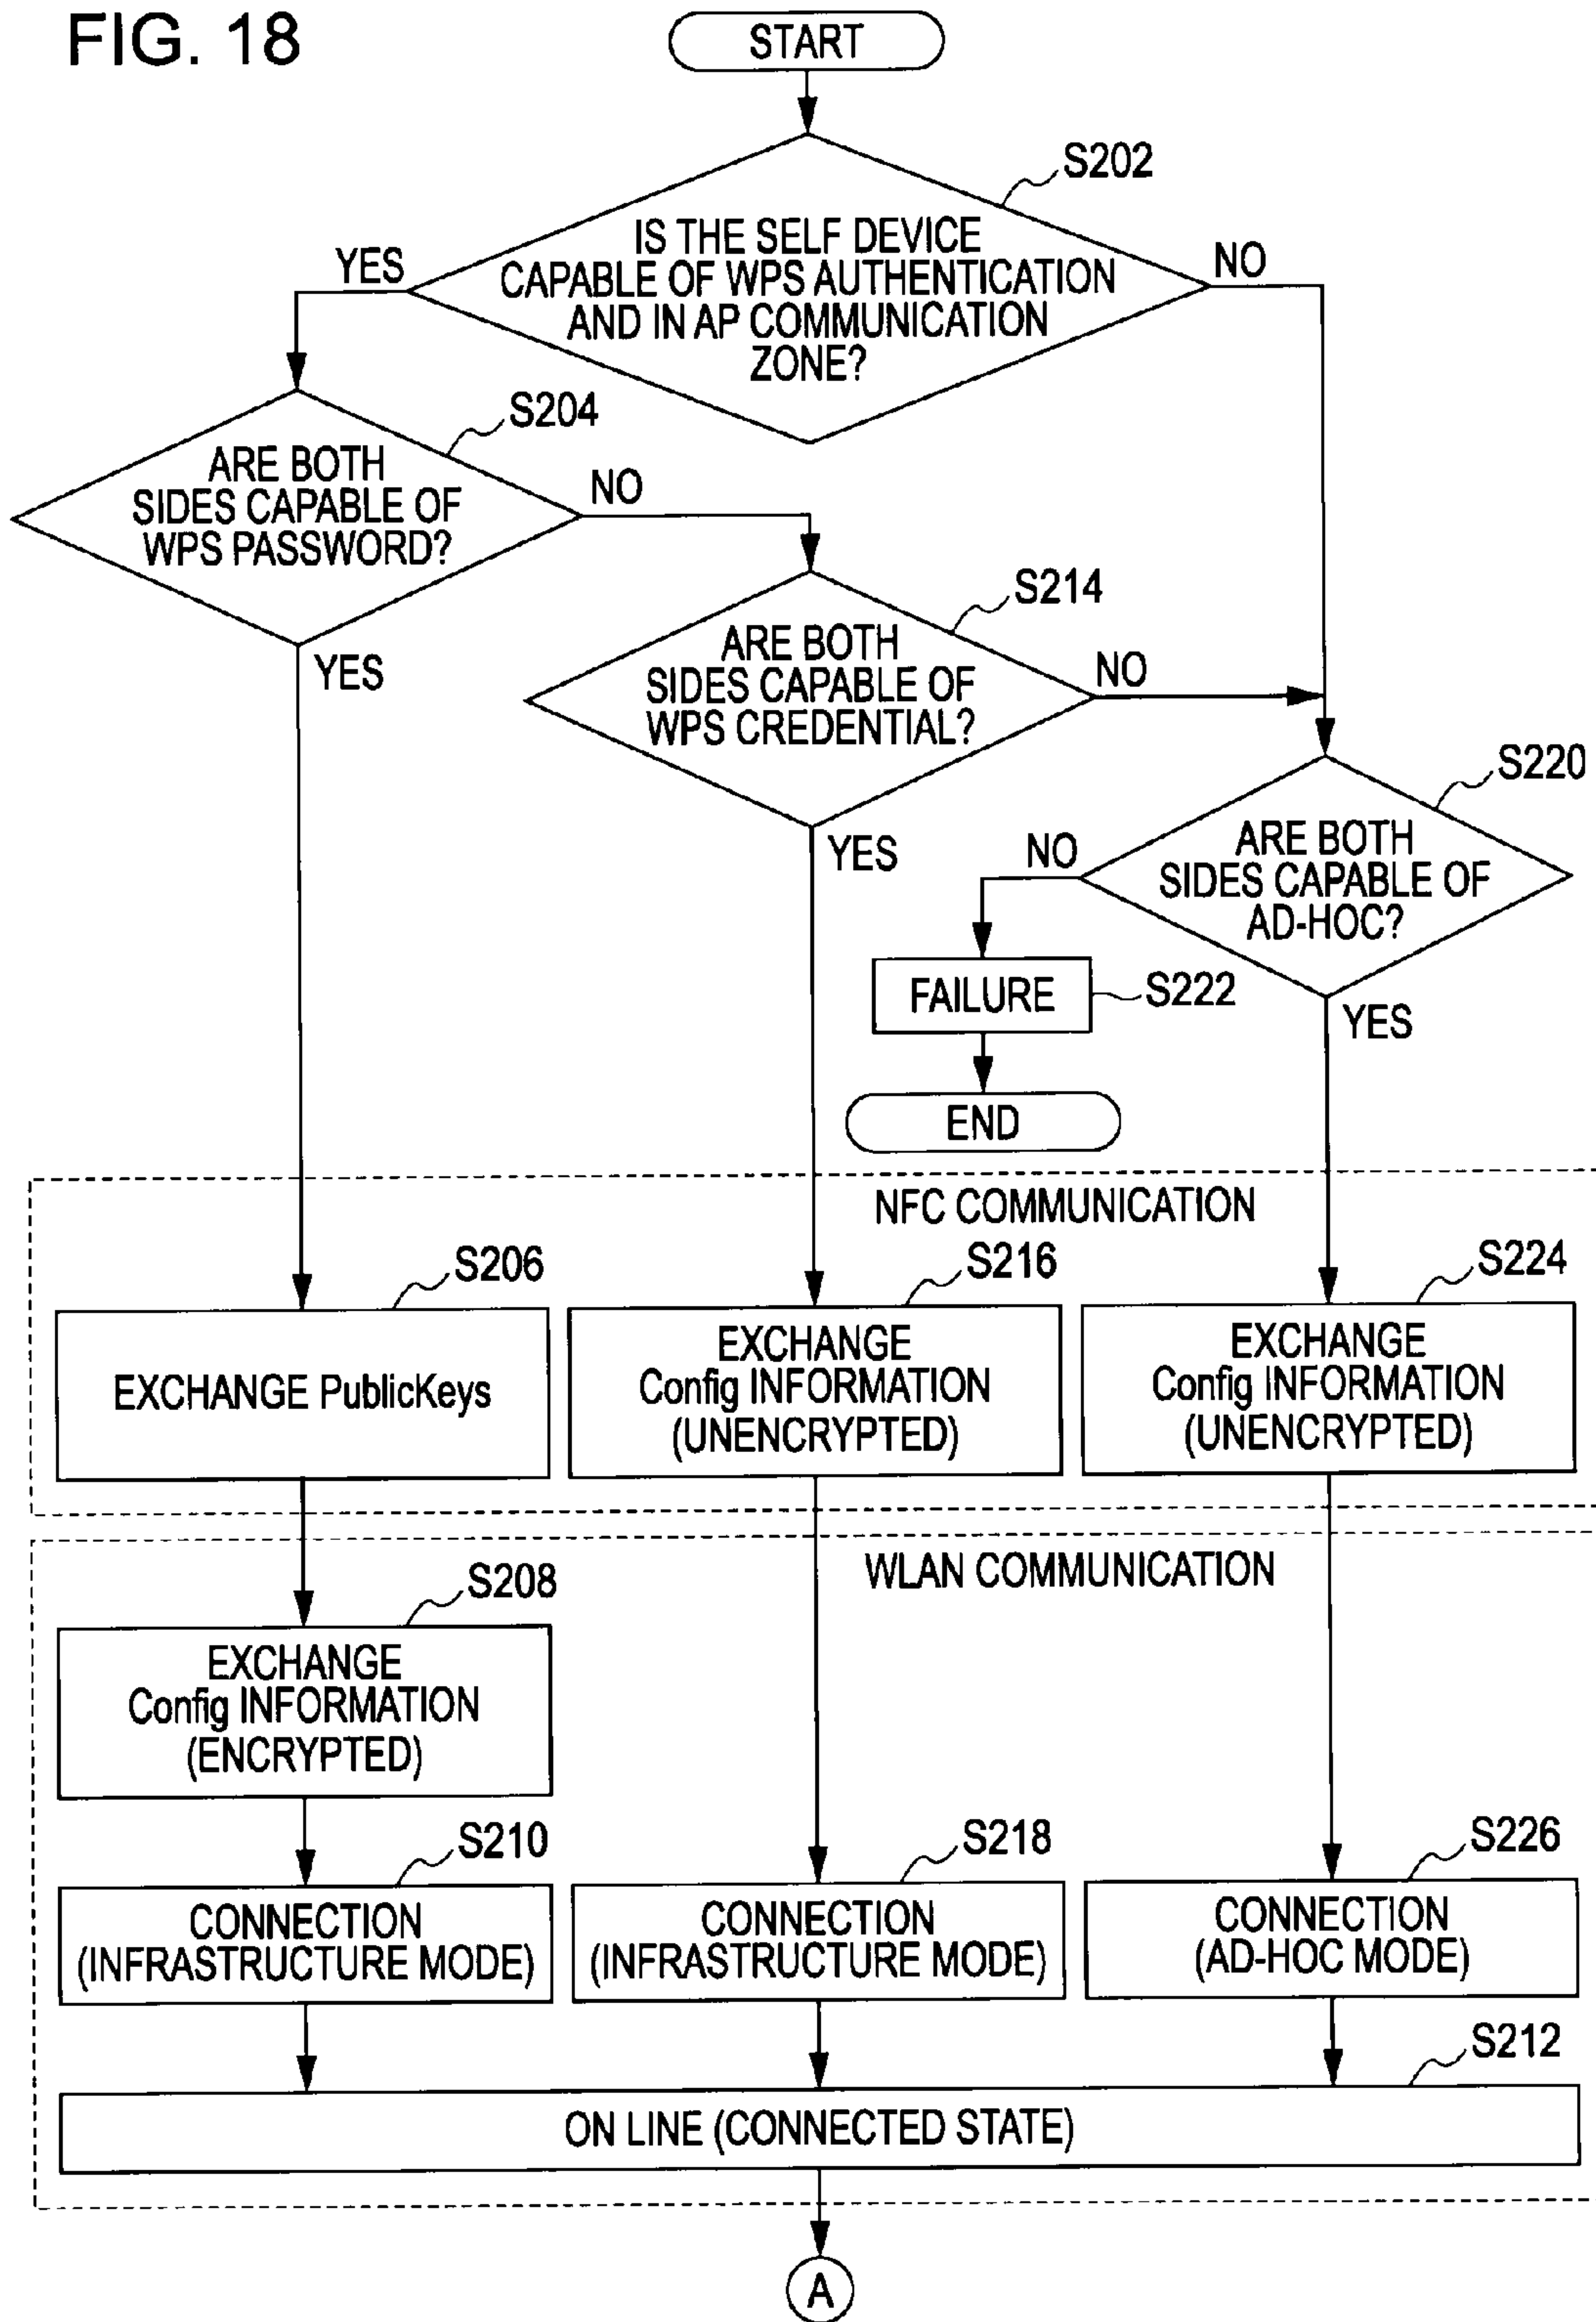 FIG. 18
START
S202
IS THE SELF DEVICE
CAPABLE OF WPS AUTHENTICATION
AND IN AP COMMUNICATION
ZONE?
YES
NO
S204
ARE BOTH
SIDES CAPABLE OF
WPS PASSWORD?
NO
YES
S214
ARE BOTH
SIDES CAPABLE OF
WPS CREDENTIAL?
NO
YES
S220
ARE BOTH
SIDES CAPABLE OF
AD-HOC?
NO
YES
FAILURE
S222
END
NFC COMMUNICATION
S206
EXCHANGE PublicKeys
S216
EXCHANGE
Config INFORMATION
(UNENCRYPTED)
S224
EXCHANGE
Config INFORMATION
(UNENCRYPTED)
WLAN COMMUNICATION
S208
EXCHANGE
Config INFORMATION
(ENCRYPTED)
S210
CONNECTION
(INFRASTRUCTURE MODE)
S218
CONNECTION
(INFRASTRUCTURE MODE)
S226
CONNECTION
(AD-HOC MODE)
S212
ON LINE (CONNECTED STATE)
A